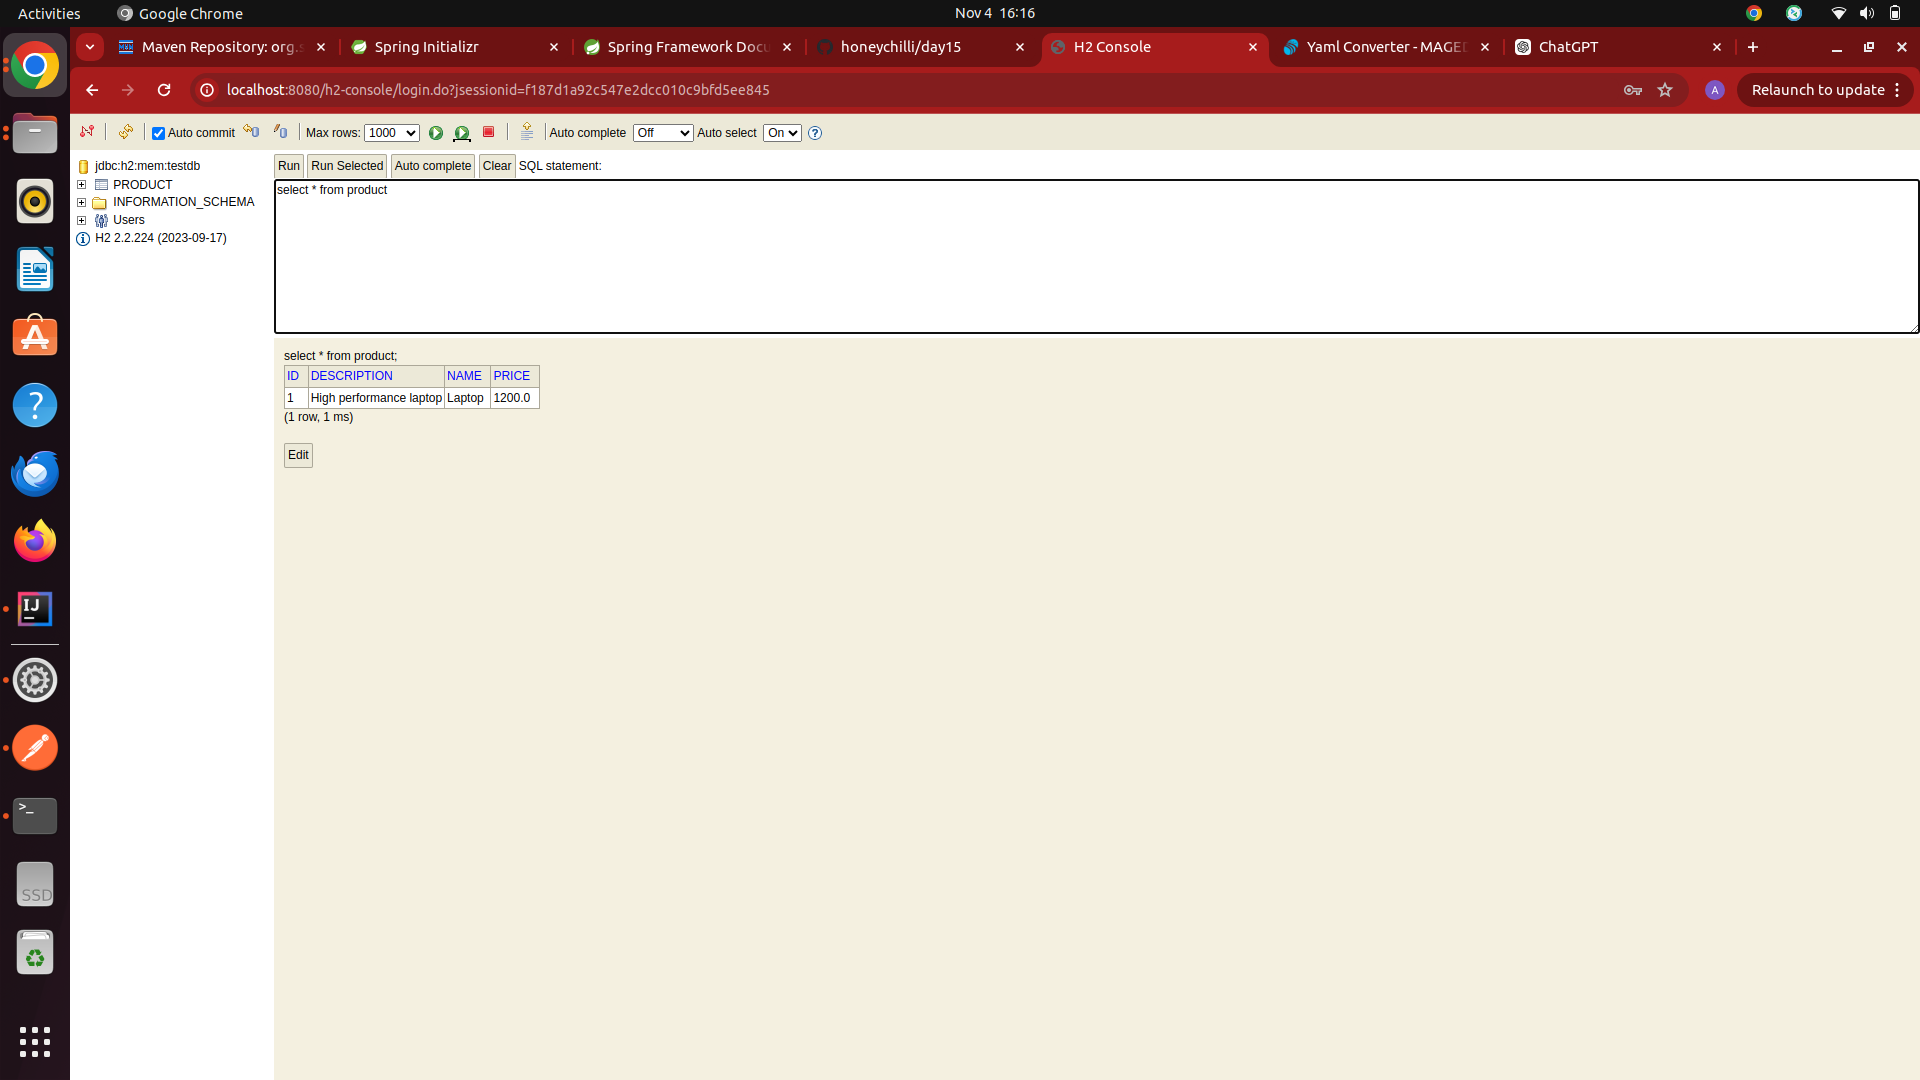 Activities
Google Chrome
Nov 4 16:16
Maven Repository: org.s
Spring Initializr
Spring Framework Docu
honeychilli/day15
H2 Console
Yaml Converter - MAGED
ChatGPT
localhost:8080/h2-console/login.do?jsessionid=f187d1a92c547e2dcc010c9bfd5ee845
A
Relaunch to update
Auto commit
Max rows: 1000
Auto complete Off
Auto select On
jdbc:h2:mem:testdb
PRODUCT
INFORMATION_SCHEMA
Users
H2 2.2.224 (2023-09-17)
Run Run Selected Auto complete Clear SQL statement:
select * from product
select * from product;
ID DESCRIPTION NAME PRICE
1 High performance laptop Laptop 1200.0
(1 row, 1 ms)
Edit
IJ
>_
SSD